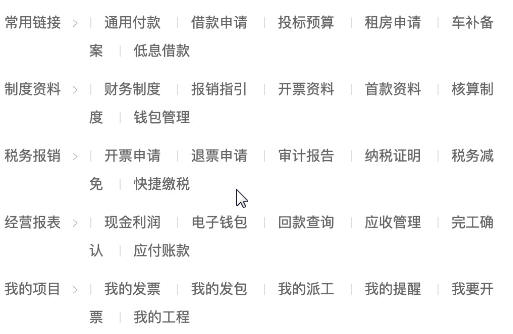 常用链接 > | 通用付款 | 借款申请 | 投标预算 | 租房申请 | 车补备
案 | 低息借款
制度资料 > | 财务制度 | 报销指引 | 开票资料 | 首款资料 | 核算制
度 | 钱包管理
税务报销 > | 开票申请 | 退票申请 | 审计报告 | 纳税证明 | 税务减
免 | 快捷缴税
经营报表 > | 现金利润 | 电子钱包 | 回款查询 | 应收管理 | 完工确
认 | 应付账款
我的项目 > | 我的发票 | 我的发包 | 我的派工 | 我的提醒 | 我要开
票 | 我的工程